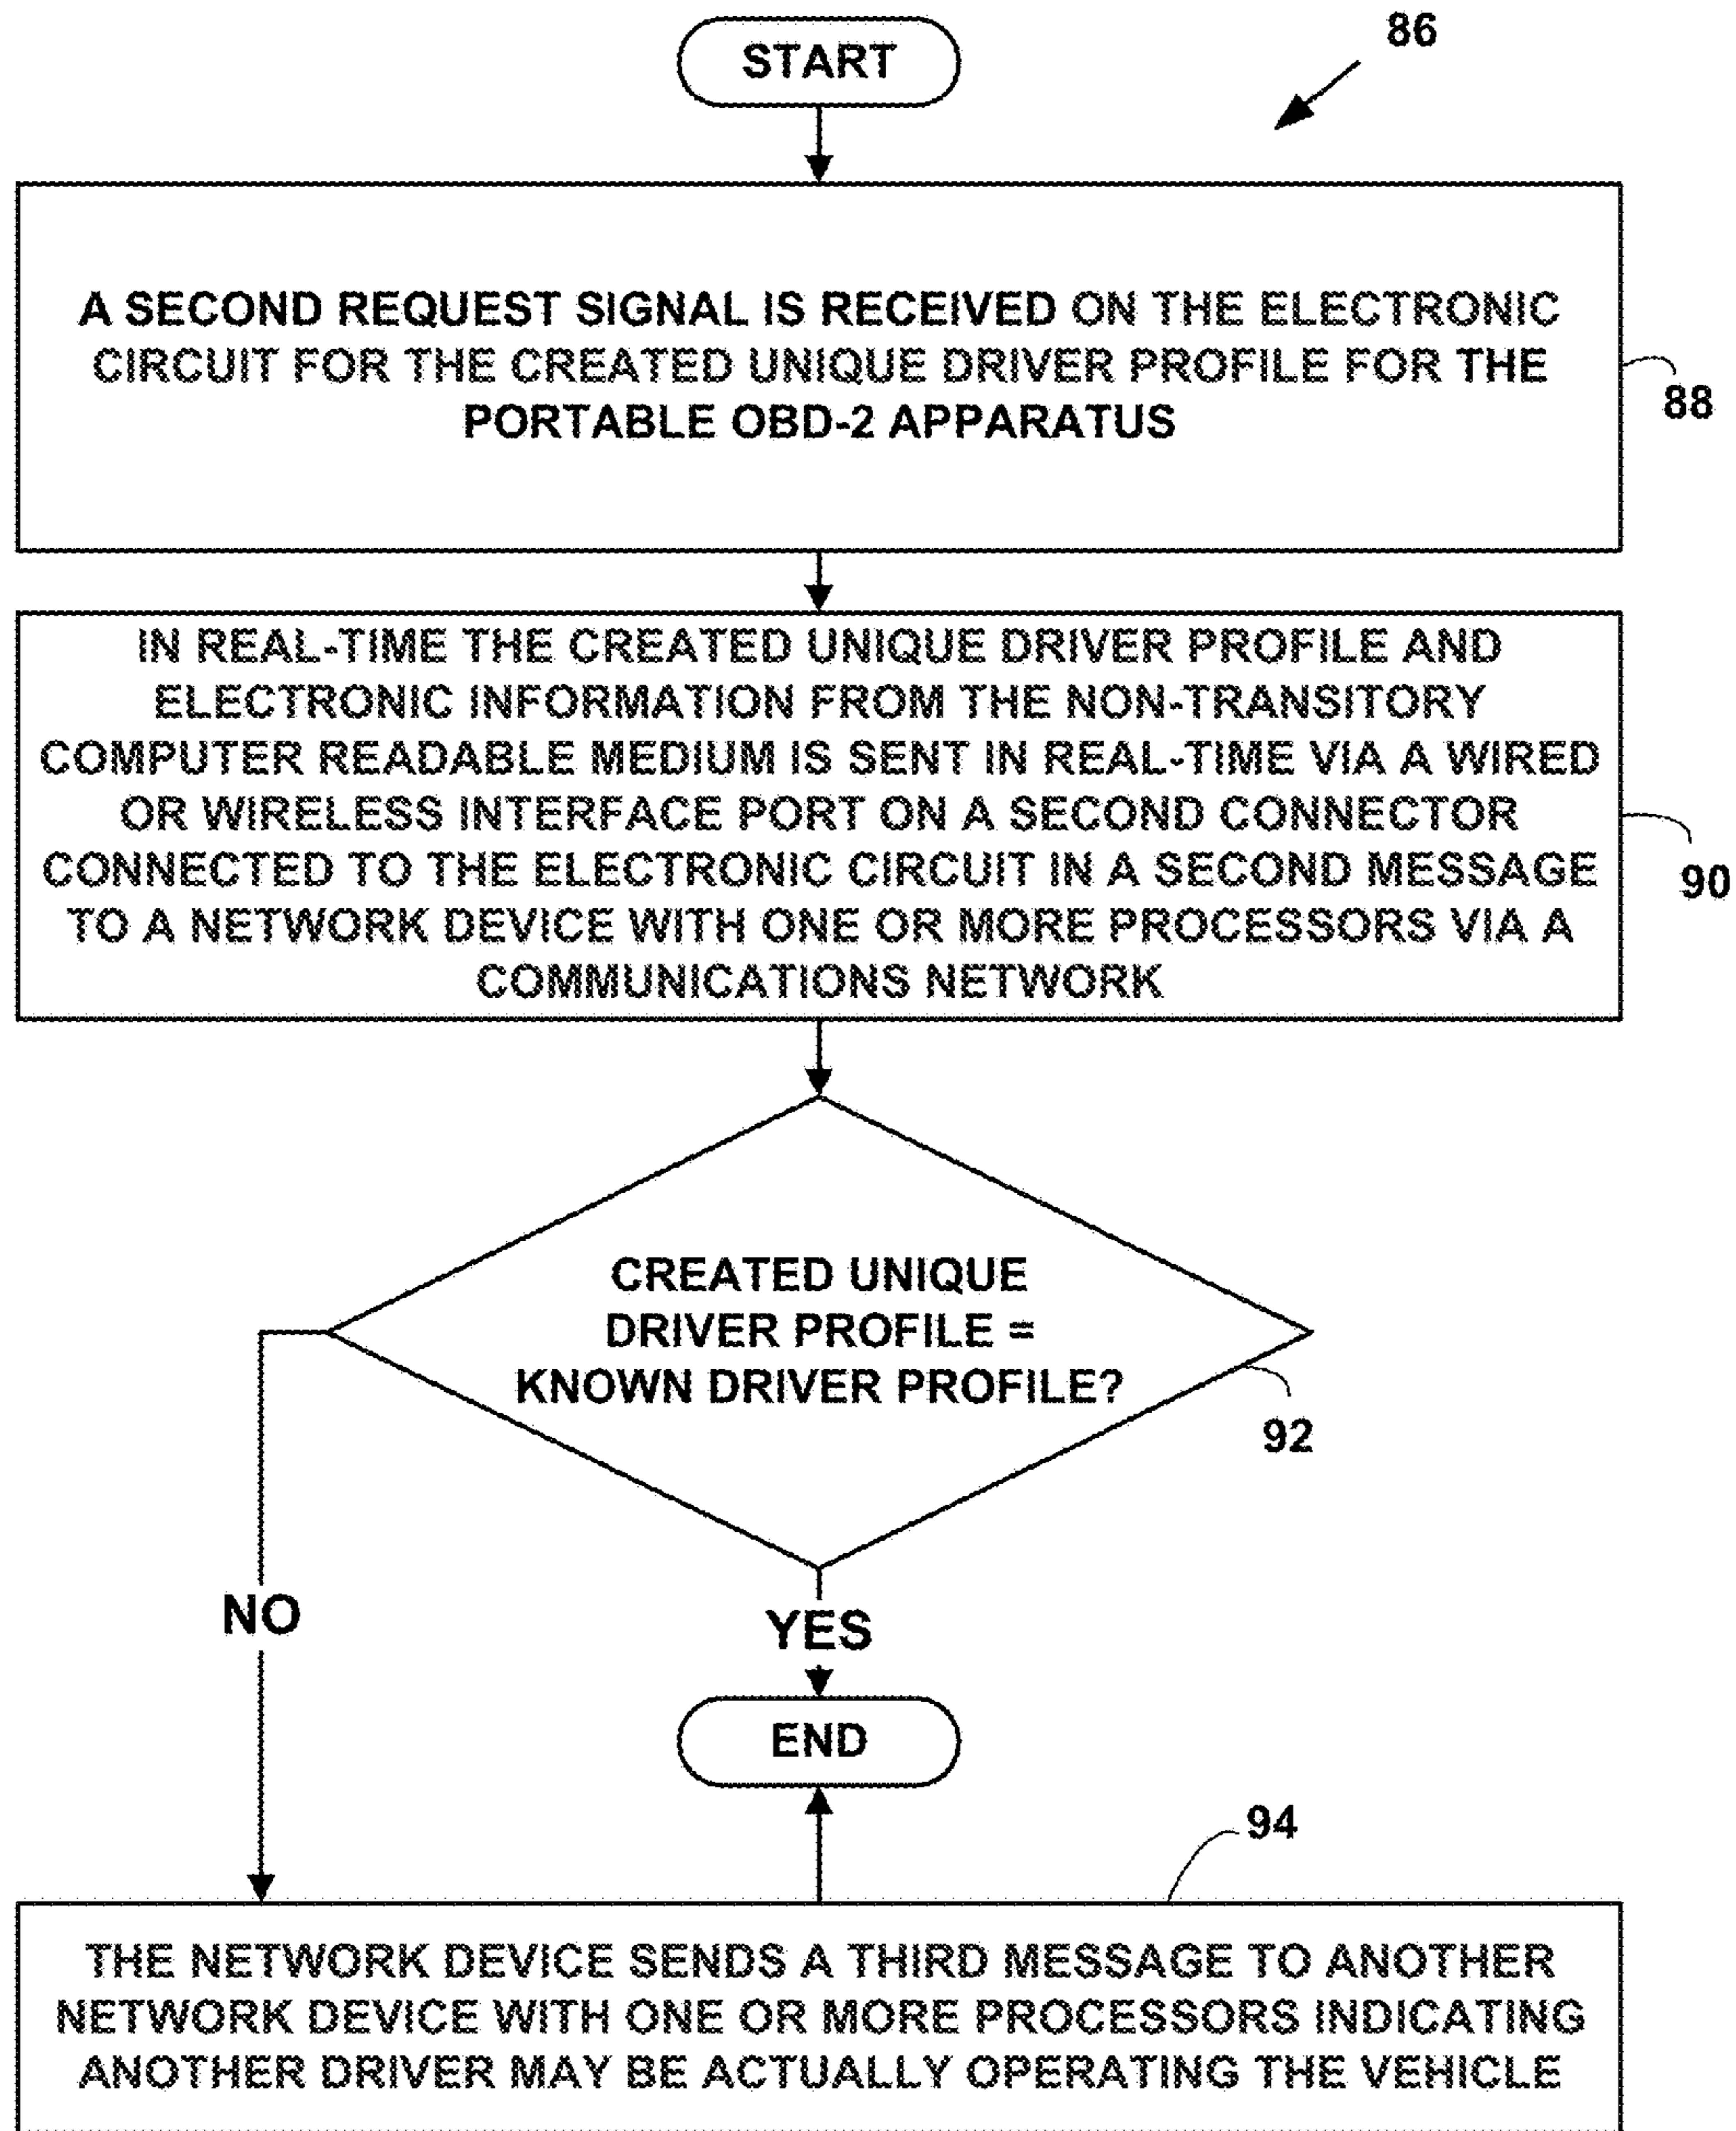 START
86
A SECOND REQUEST SIGNAL IS RECEIVED ON THE ELECTRONIC
CIRCUIT FOR THE CREATED UNIQUE DRIVER PROFILE FOR THE
PORTABLE OBD-2 APPARATUS
88
IN REAL-TIME THE CREATED UNIQUE DRIVER PROFILE AND
ELECTRONIC INFORMATION FROM THE NON-TRANSITORY
COMPUTER READABLE MEDIUM IS SENT IN REAL-TIME VIA A WIRED
OR WIRELESS INTERFACE PORT ON A SECOND CONNECTOR
CONNECTED TO THE ELECTRONIC CIRCUIT IN A SECOND MESSAGE
TO A NETWORK DEVICE WITH ONE OR MORE PROCESSORS VIA A
COMMUNICATIONS NETWORK
90
CREATED UNIQUE
DRIVER PROFILE =
KNOWN DRIVER PROFILE?
92
NO
YES
END
94
THE NETWORK DEVICE SENDS A THIRD MESSAGE TO ANOTHER
NETWORK DEVICE WITH ONE OR MORE PROCESSORS INDICATING
ANOTHER DRIVER MAY BE ACTUALLY OPERATING THE VEHICLE